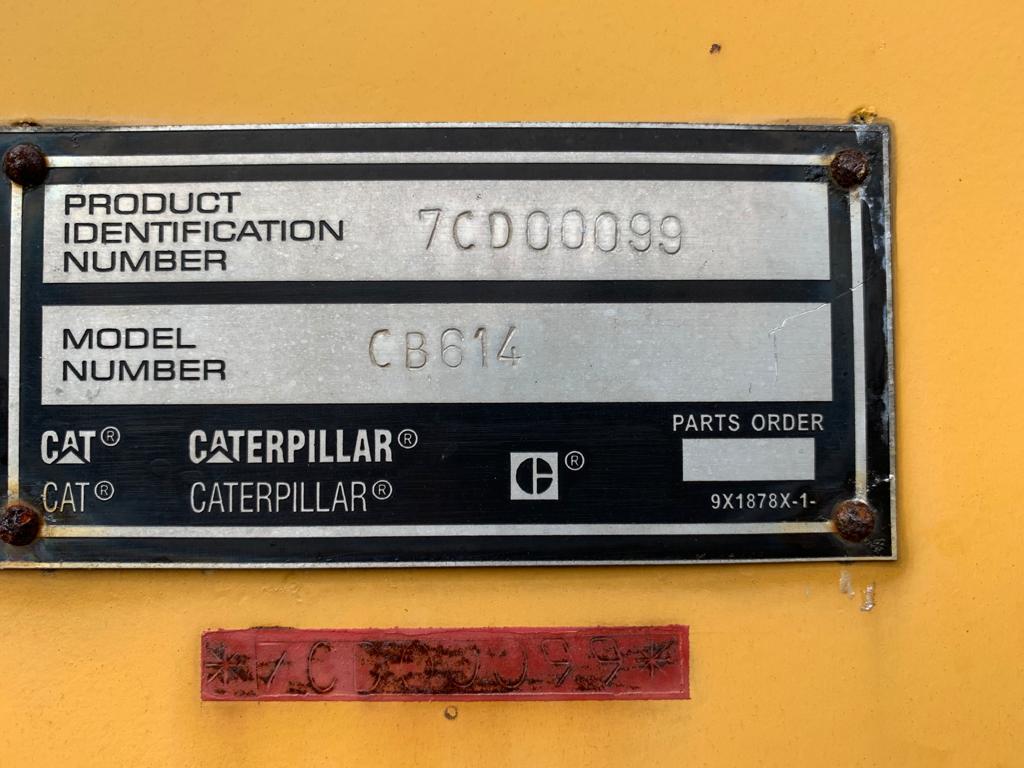 PRODUCT
IDENTIFICATION
NUMBER
7CD00099
MODEL
NUMBER
CB614
CAT®
CATERPILLAR®
CAT®
CATERPILLAR®
C®
PARTS ORDER
9X1878X-1-